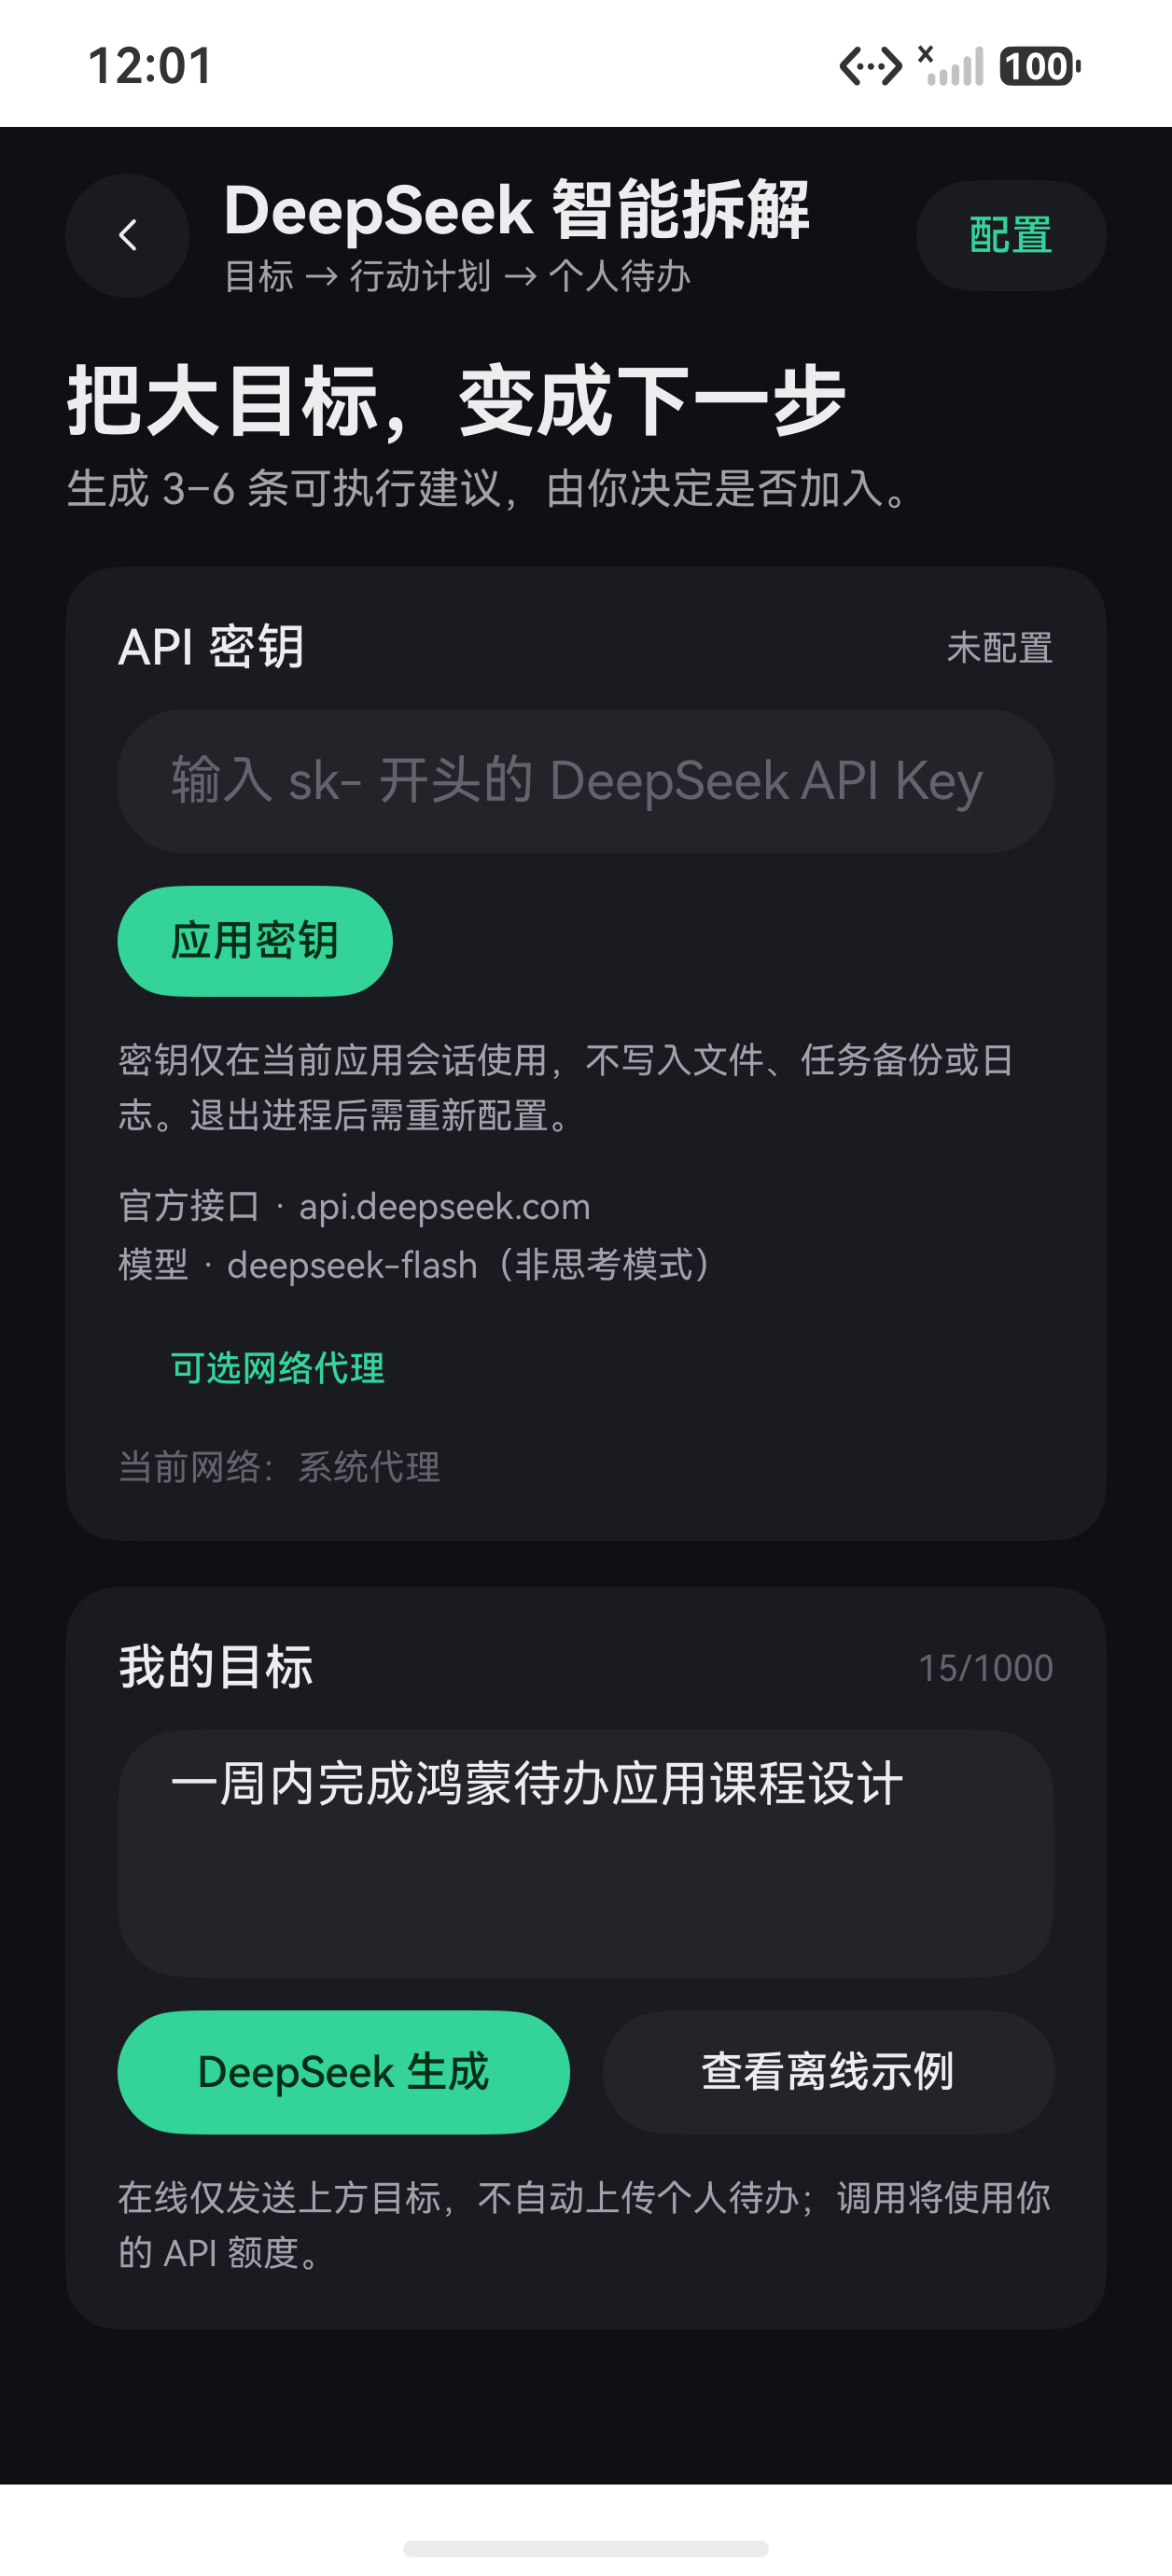 12:01
100
DeepSeek 智能拆解
目标 → 行动计划 → 个人待办
配置
把大目标，变成下一步
生成 3–6 条可执行建议，由你决定是否加入。
API 密钥
未配置
输入 sk- 开头的 DeepSeek API Key
应用密钥
密钥仅在当前应用会话使用，不写入文件、任务备份或日
志。退出进程后需重新配置。
官方接口 · api.deepseek.com
模型 · deepseek-flash（非思考模式）
可选网络代理
当前网络：系统代理
我的目标
15/1000
一周内完成鸿蒙待办应用课程设计
DeepSeek 生成
查看离线示例
在线仅发送上方目标，不自动上传个人待办；调用将使用你
的 API 额度。